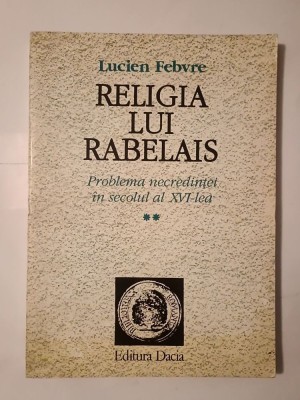 Lucien Febvre
RELIGIA
LUI
RABELAIS
Problema necredinței
în secolul al XVI-lea
**
Editura Dacia